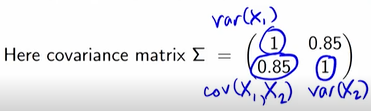 var(X₁)
Here covariance matrix Σ = ( 1 0.85
0.85 1 )
cov(X₁,X₂) var(X₂)